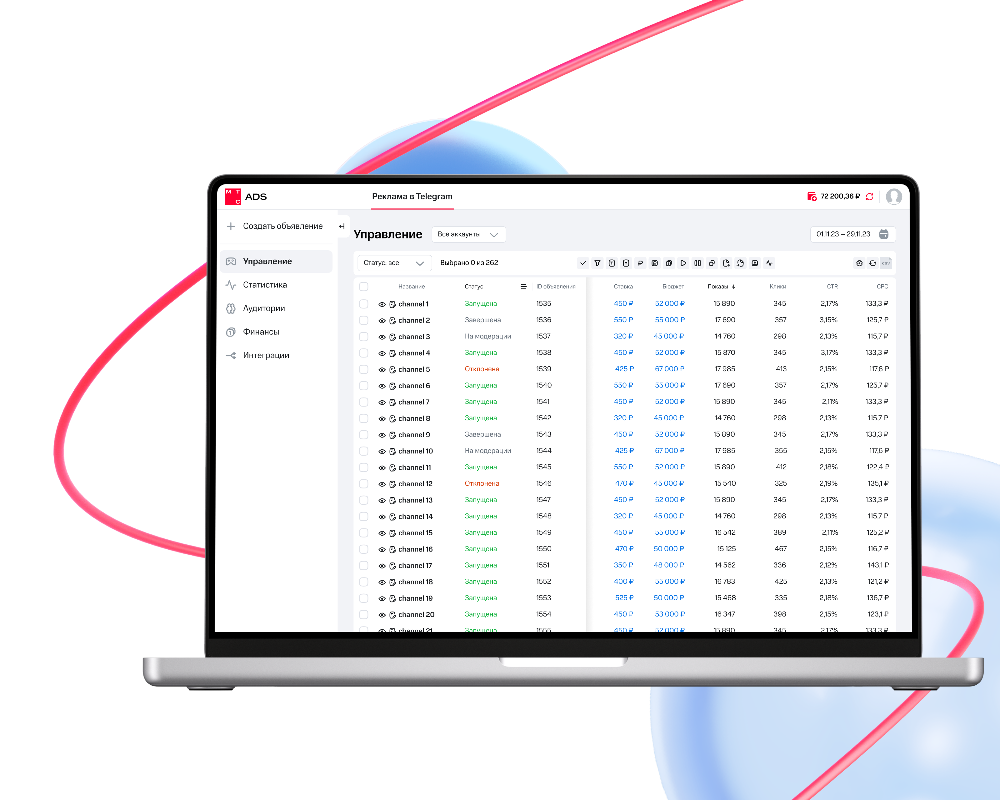 МТС ADS Реклама в Telegram 72 200,36 ₽
Создать объявление
Управление Все аккаунты 01.11.23 – 29.11.23
Управление
Статистика
Аудитории
Финансы
Интеграции
Статус: все Выбрано 0 из 262 CSV
Название Статус ID объявления Ставка Бюджет Показы ↓ Клики CTR CPC
channel 1 Запущена 1535 450 ₽ 52 000 ₽ 15 890 345 2,17% 133,3 ₽
channel 2 Завершена 1536 550 ₽ 55 000 ₽ 17 690 357 3,15% 125,7 ₽
channel 3 На модерации 1537 320 ₽ 45 000 ₽ 14 760 298 2,13% 115,7 ₽
channel 4 Запущена 1538 450 ₽ 52 000 ₽ 15 870 345 3,17% 133,3 ₽
channel 5 Отклонена 1539 425 ₽ 67 000 ₽ 17 985 413 2,15% 117,6 ₽
channel 6 Запущена 1540 550 ₽ 55 000 ₽ 17 690 357 2,17% 125,7 ₽
channel 7 Запущена 1541 450 ₽ 52 000 ₽ 15 890 345 2,11% 133,3 ₽
channel 8 Запущена 1542 320 ₽ 45 000 ₽ 14 760 298 2,13% 115,7 ₽
channel 9 Завершена 1543 450 ₽ 52 000 ₽ 15 890 345 2,17% 133,3 ₽
channel 10 На модерации 1544 425 ₽ 67 000 ₽ 17 985 355 2,15% 117,6 ₽
channel 11 Запущена 1545 550 ₽ 52 000 ₽ 15 890 412 2,18% 122,4 ₽
channel 12 Отклонена 1546 470 ₽ 45 000 ₽ 15 540 325 2,19% 135,1 ₽
channel 13 Запущена 1547 450 ₽ 52 000 ₽ 15 890 345 2,17% 133,3 ₽
channel 14 Запущена 1548 320 ₽ 45 000 ₽ 14 760 298 2,13% 115,7 ₽
channel 15 Запущена 1549 450 ₽ 55 000 ₽ 16 542 389 2,11% 125,2 ₽
channel 16 Запущена 1550 470 ₽ 50 000 ₽ 15 125 467 2,15% 116,7 ₽
channel 17 Запущена 1551 350 ₽ 48 000 ₽ 14 562 336 2,12% 143,1 ₽
channel 18 Запущена 1552 400 ₽ 55 000 ₽ 16 783 425 2,13% 121,2 ₽
channel 19 Запущена 1553 525 ₽ 50 000 ₽ 15 468 335 2,18% 136,7 ₽
channel 20 Запущена 1554 450 ₽ 53 000 ₽ 16 347 398 2,15% 123,1 ₽
channel 21 Запущена 1555 450 ₽ 52 000 ₽ 15 890 345 2,17% 133,3 ₽